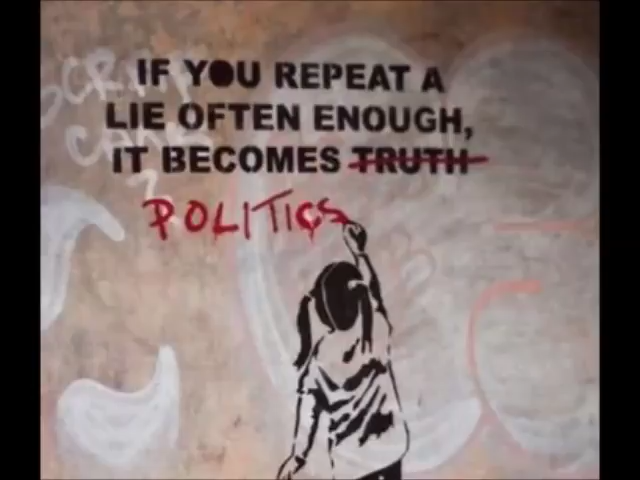 IF YOU REPEAT A
LIE OFTEN ENOUGH,
IT BECOMES TRUTH
POLITICS